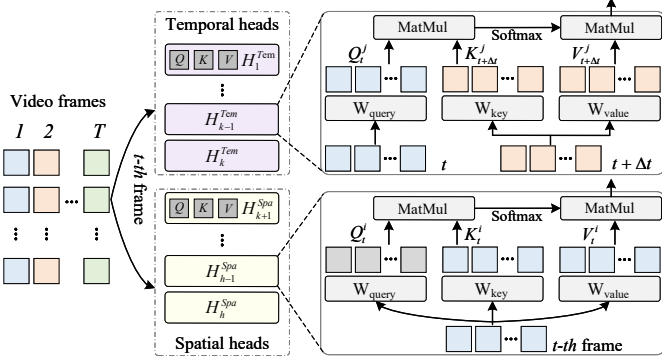 Video frames
1 2 T
t-th frame
Temporal heads
Q K V H_1^{Tem}
H_{k-1}^{Tem}
H_k^{Tem}
Q K V H_{k+1}^{Spa}
H_{h-1}^{Spa}
H_h^{Spa}
Spatial heads
MatMul Softmax MatMul
Q_t^j K_{t+Δt}^j V_{t+Δt}^j
W_query W_key W_value
t t + Δt
MatMul Softmax MatMul
Q_t^i K_t^i V_t^i
W_query W_key W_value
t-th frame